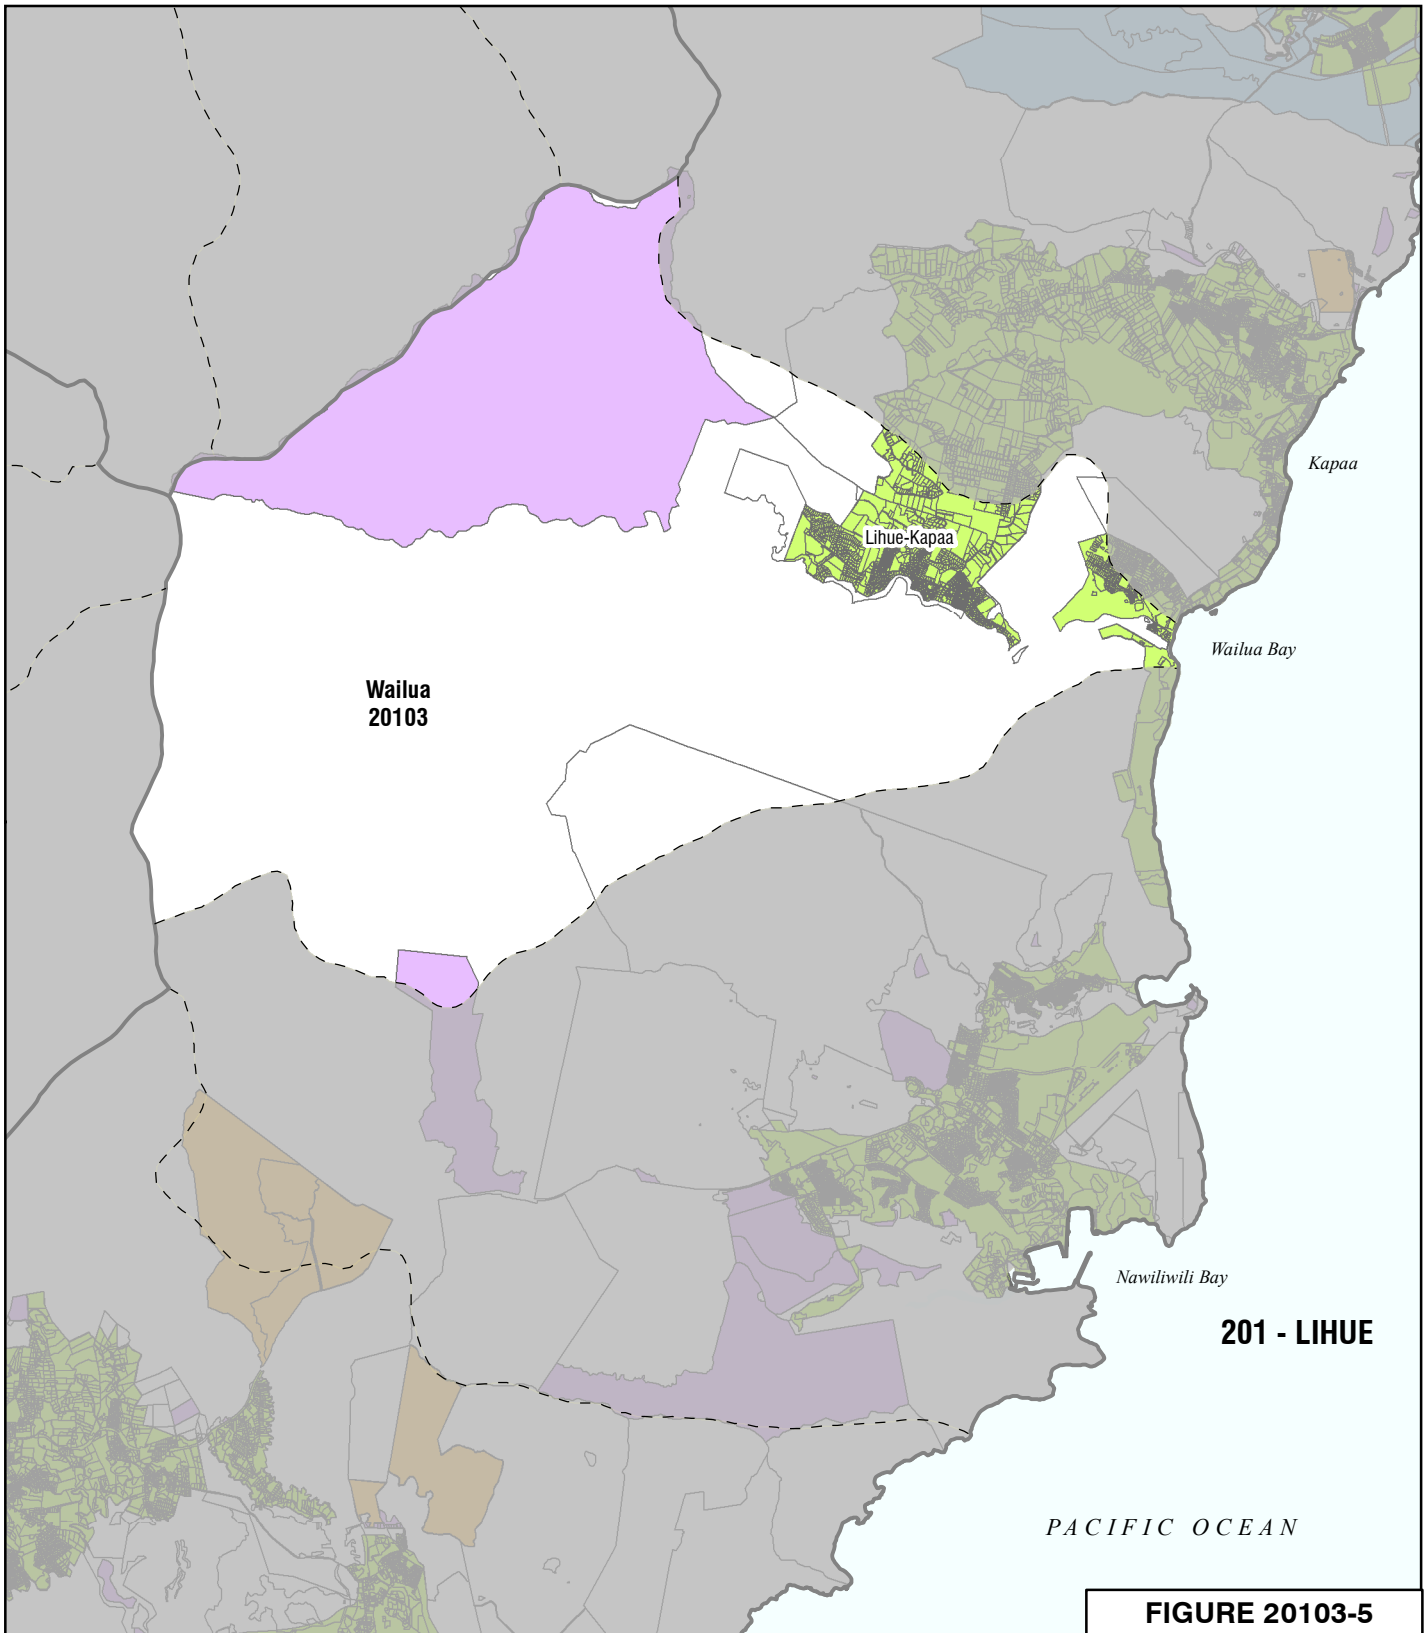 Kapaa
Lihue-Kapaa
Wailua Bay
Wailua
20103
Nawiliwili Bay
201 - LIHUE
PACIFIC OCEAN
FIGURE 20103-5